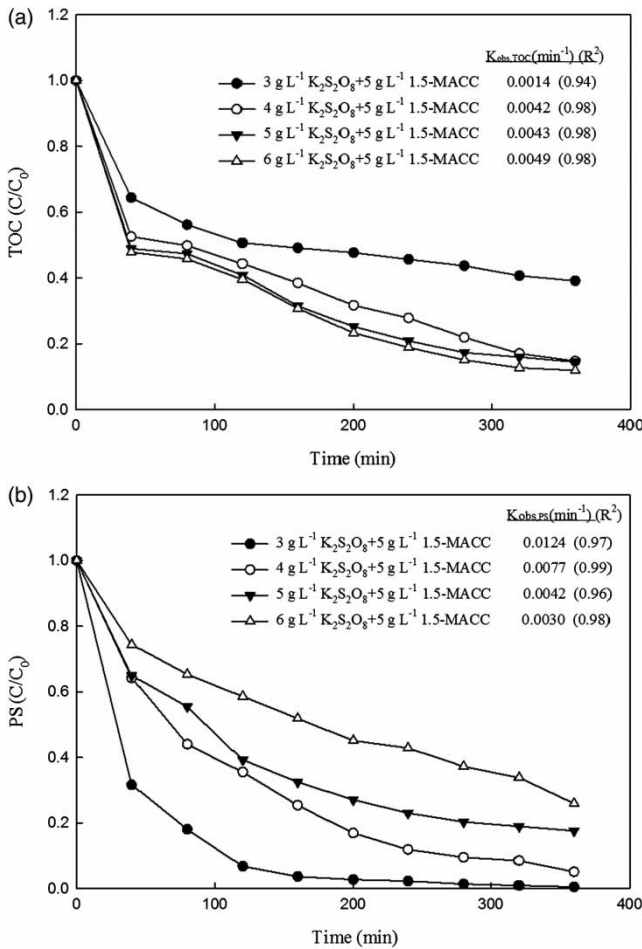 (a)
1.2
1.0
0.8
0.6
0.4
0.2
0.0
TOC (C/C₀)
K_obs,TOC(min⁻¹) (R²)
3 g L⁻¹ K₂S₂O₈+5 g L⁻¹ 1.5-MACC 0.0014 (0.94)
4 g L⁻¹ K₂S₂O₈+5 g L⁻¹ 1.5-MACC 0.0042 (0.98)
5 g L⁻¹ K₂S₂O₈+5 g L⁻¹ 1.5-MACC 0.0043 (0.98)
6 g L⁻¹ K₂S₂O₈+5 g L⁻¹ 1.5-MACC 0.0049 (0.98)
0 100 200 300 400
Time (min)
(b)
1.2
1.0
0.8
0.6
0.4
0.2
0.0
PS (C/C₀)
K_obs,PS(min⁻¹) (R²)
3 g L⁻¹ K₂S₂O₈+5 g L⁻¹ 1.5-MACC 0.0124 (0.97)
4 g L⁻¹ K₂S₂O₈+5 g L⁻¹ 1.5-MACC 0.0077 (0.99)
5 g L⁻¹ K₂S₂O₈+5 g L⁻¹ 1.5-MACC 0.0042 (0.96)
6 g L⁻¹ K₂S₂O₈+5 g L⁻¹ 1.5-MACC 0.0030 (0.98)
0 100 200 300 400
Time (min)